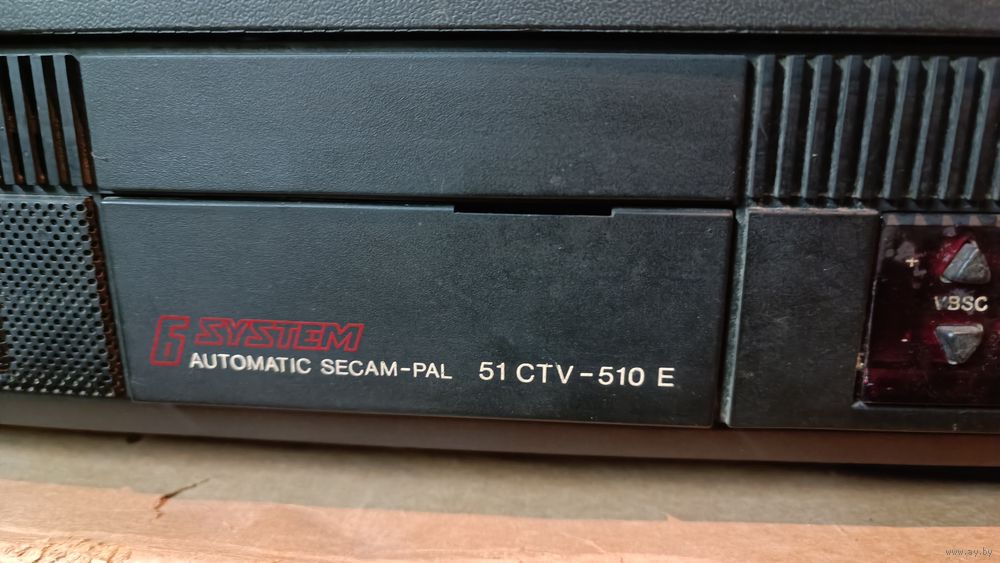 6 SYSTEM
AUTOMATIC SECAM-PAL 51 CTV-510 E
+
VBSC
www.ay.by